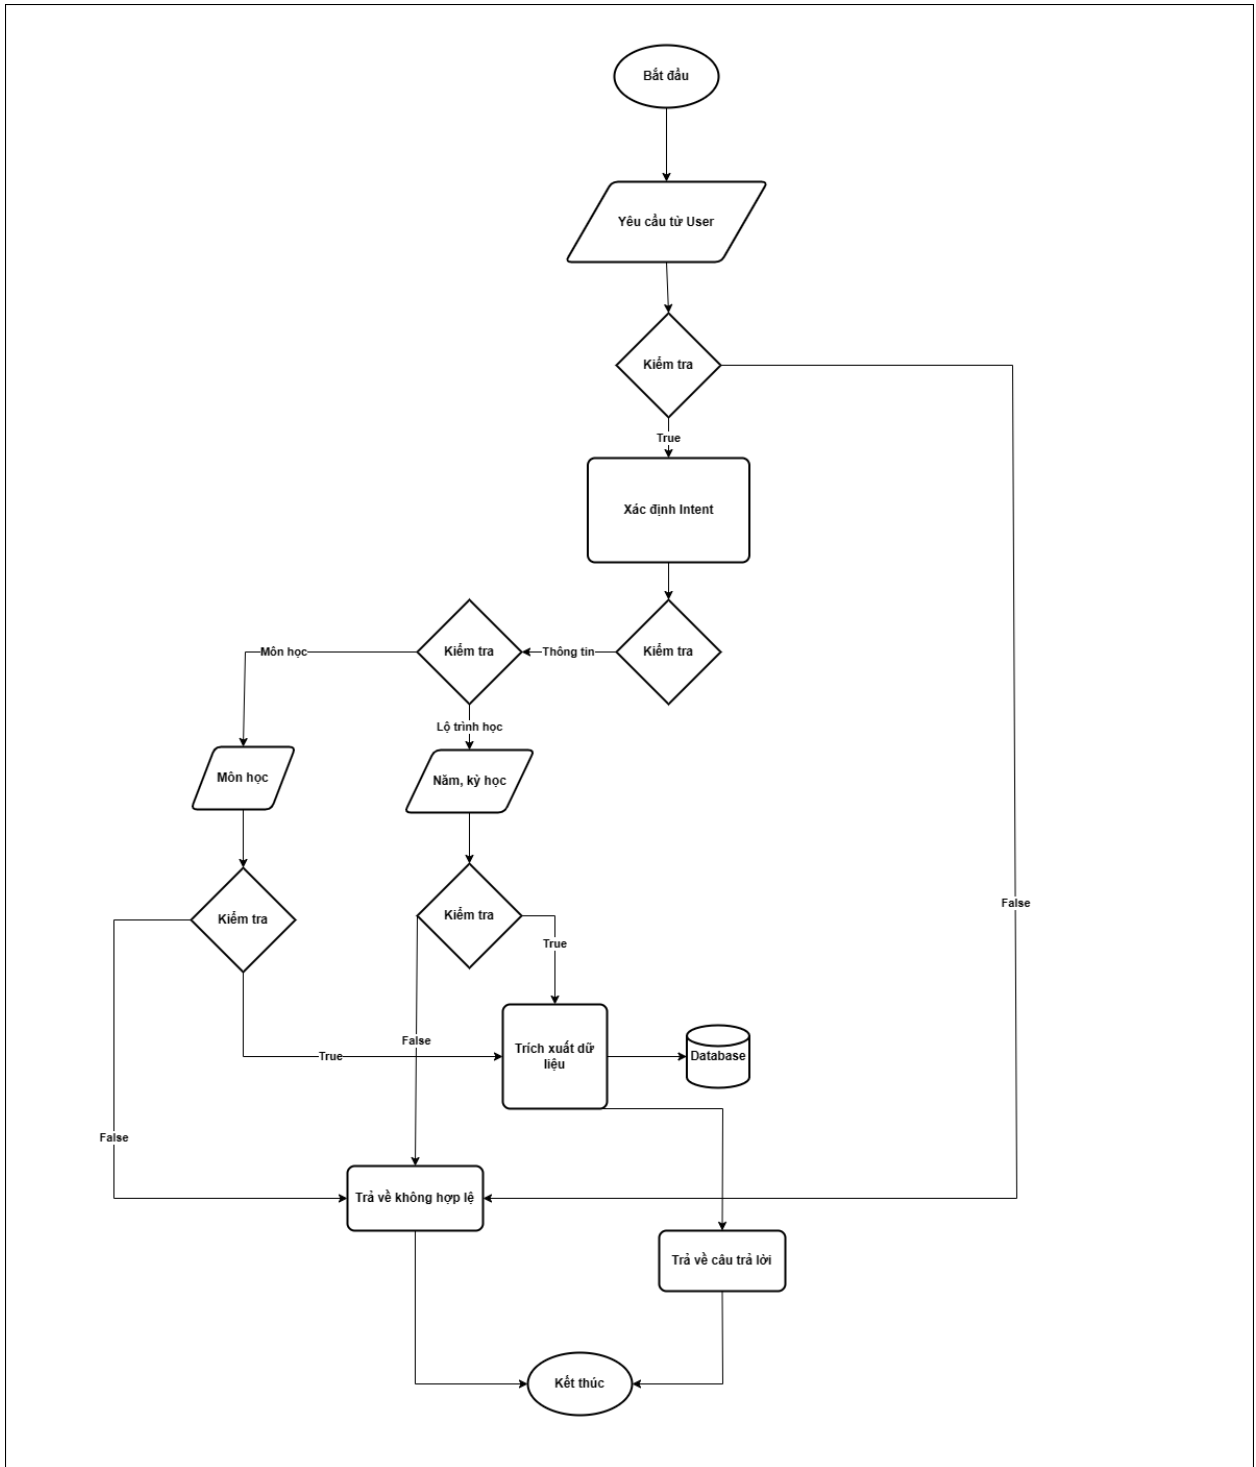 Bắt đầu
Yêu cầu từ User
Kiểm tra
True
Xác định Intent
Kiểm tra
Thông tin
Kiểm tra
Môn học
Lộ trình học
Môn học
Năm, kỳ học
Kiểm tra
Kiểm tra
False
True
False
True
Trích xuất dữ
liệu
Database
False
Trả về không hợp lệ
Trả về câu trả lời
Kết thúc